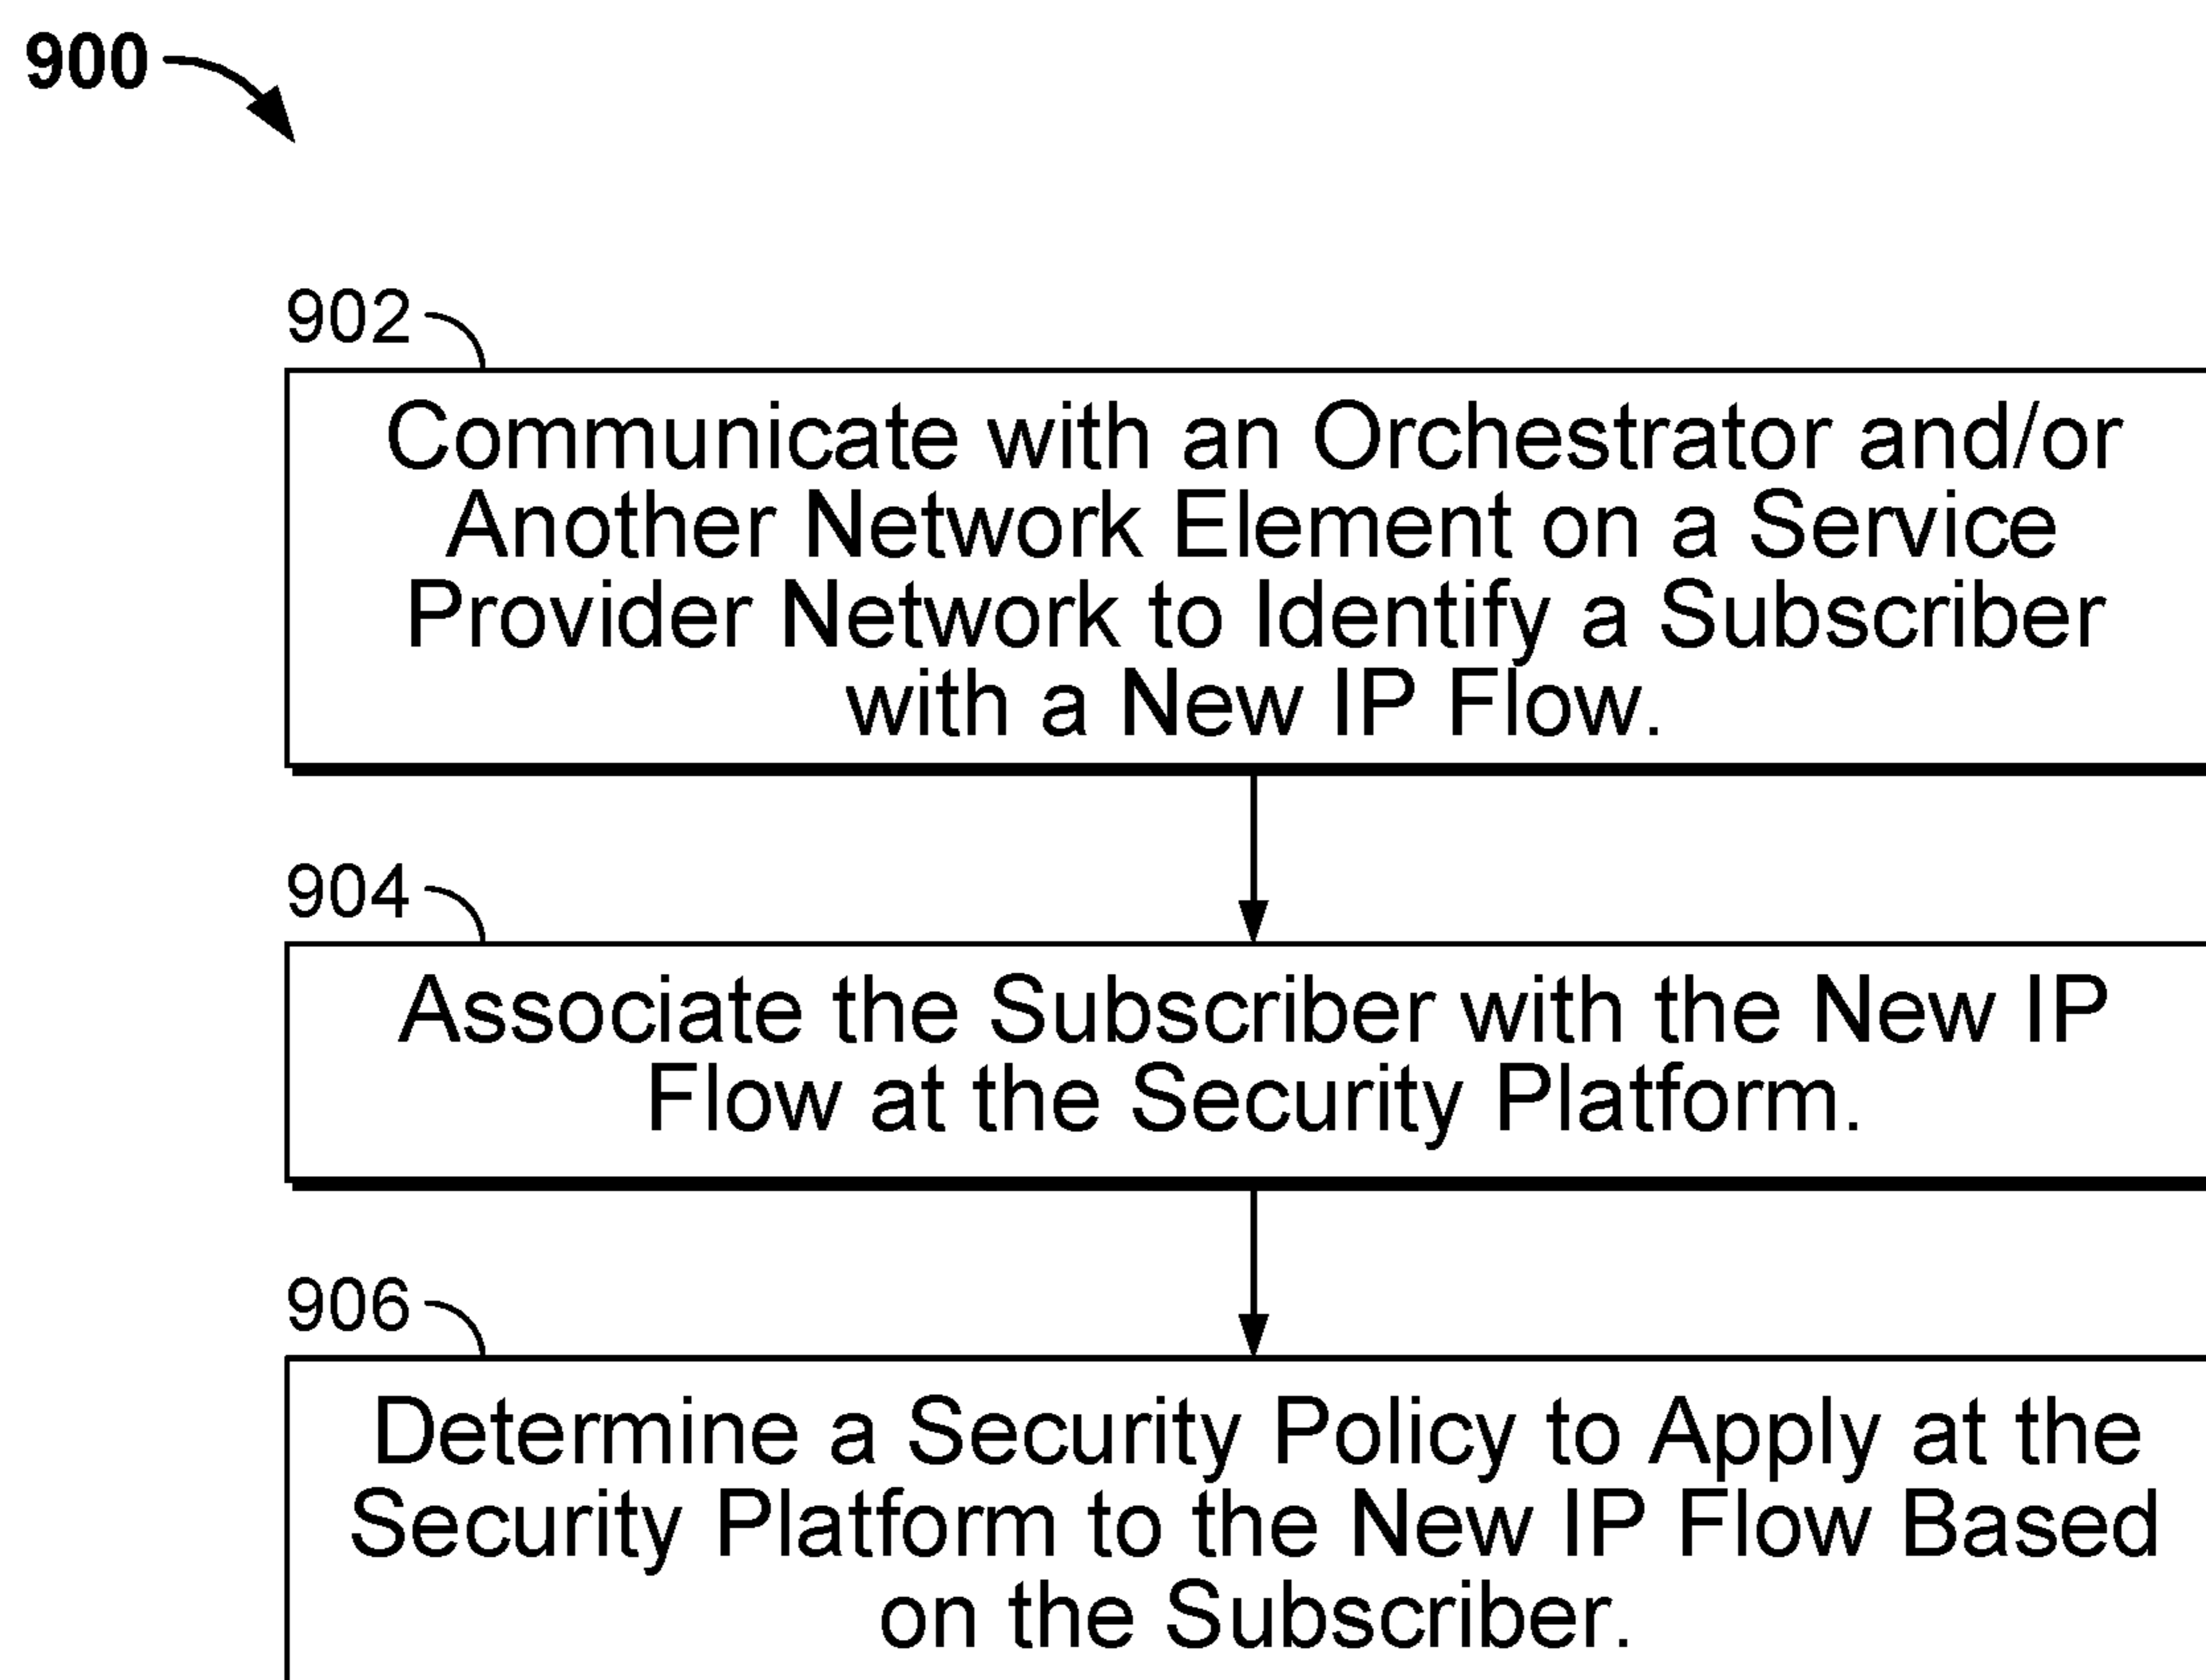 900
902
Communicate with an Orchestrator and/or
Another Network Element on a Service
Provider Network to Identify a Subscriber
with a New IP Flow.
904
Associate the Subscriber with the New IP
Flow at the Security Platform.
906
Determine a Security Policy to Apply at the
Security Platform to the New IP Flow Based
on the Subscriber.